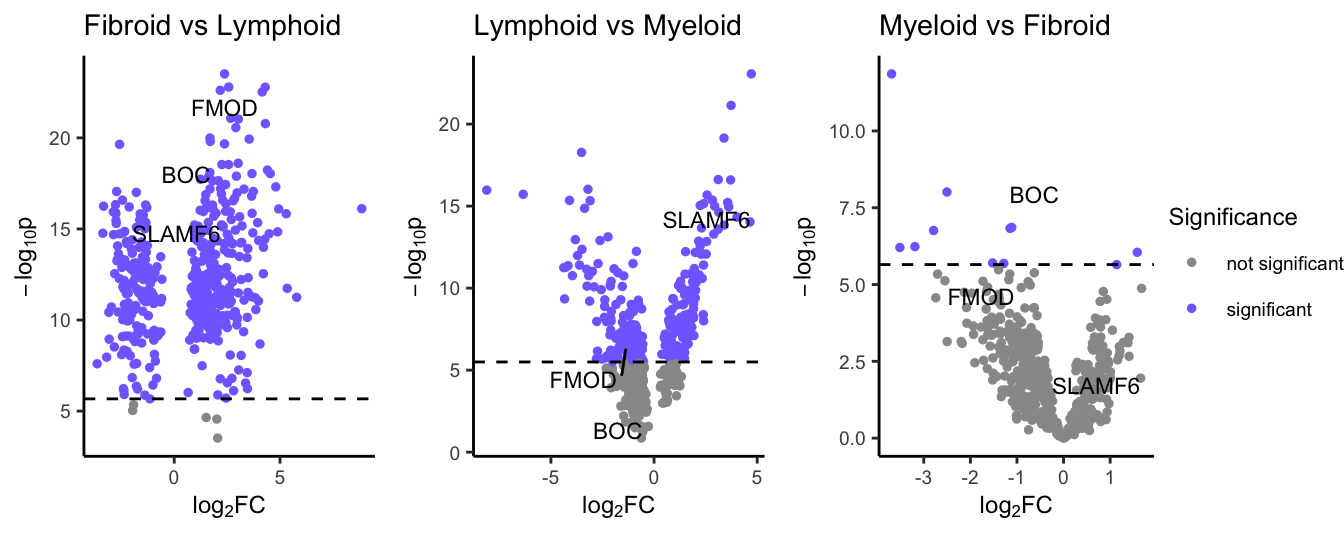 Fibroid vs Lymphoid
20
15
10
5
0
5
−log10p
log2FC
FMOD
BOC
SLAMF6
Lymphoid vs Myeloid
20
15
10
5
0
-5
0
5
−log10p
log2FC
SLAMF6
FMOD
BOC
Myeloid vs Fibroid
10.0
7.5
5.0
2.5
0.0
-3
-2
-1
0
1
−log10p
log2FC
BOC
FMOD
SLAMF6
Significance
not significant
significant